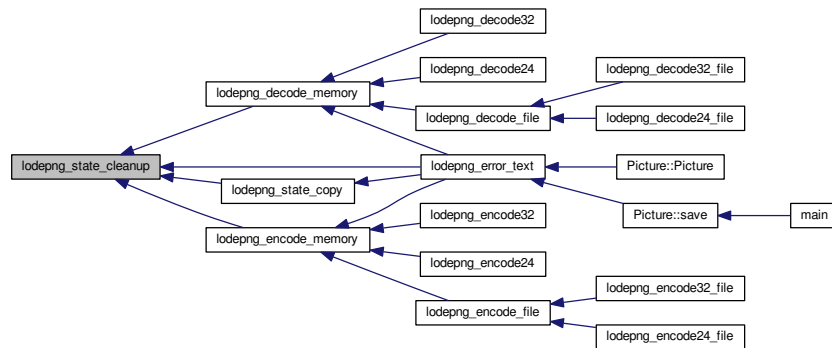 lodepng_decode32
lodepng_decode24
lodepng_decode32_file
lodepng_decode_memory
lodepng_decode_file
lodepng_decode24_file
lodepng_state_cleanup
lodepng_error_text
Picture::Picture
lodepng_state_copy
lodepng_encode32
Picture::save
main
lodepng_encode_memory
lodepng_encode24
lodepng_encode32_file
lodepng_encode_file
lodepng_encode24_file